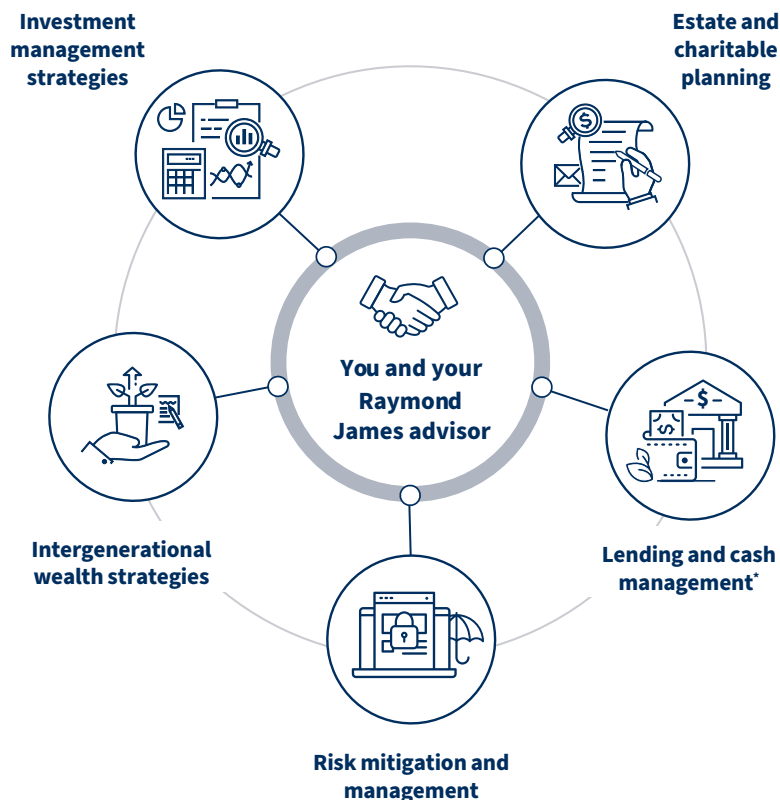 Investment
management
strategies
Estate and
charitable
planning
$
You and your
Raymond
James advisor
$
$
Intergenerational
wealth strategies
Lending and cash
management*
Risk mitigation and
management